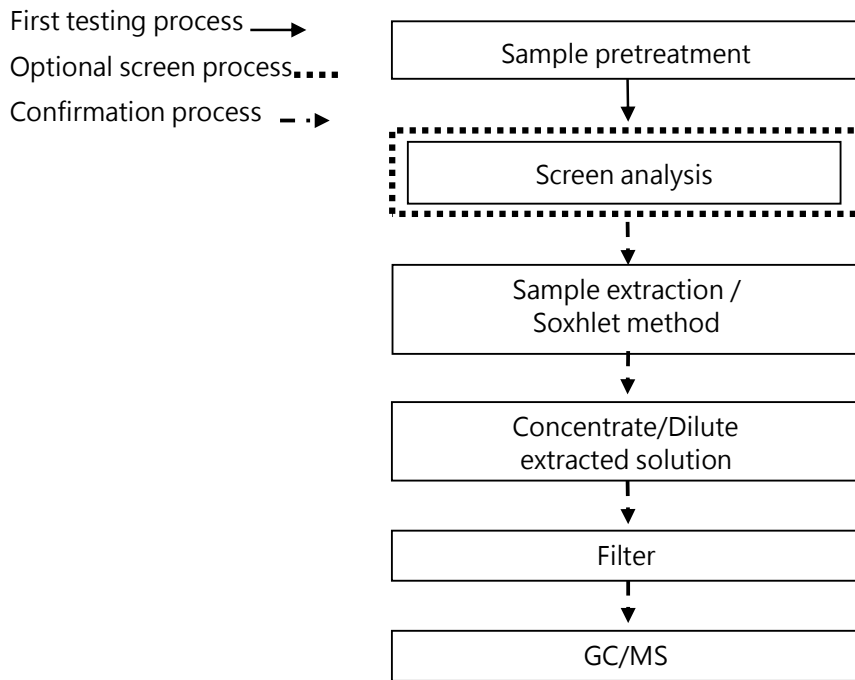 First testing process
Optional screen process
Confirmation process
Sample pretreatment
Screen analysis
Sample extraction /
Soxhlet method
Concentrate/Dilute
extracted solution
Filter
GC/MS